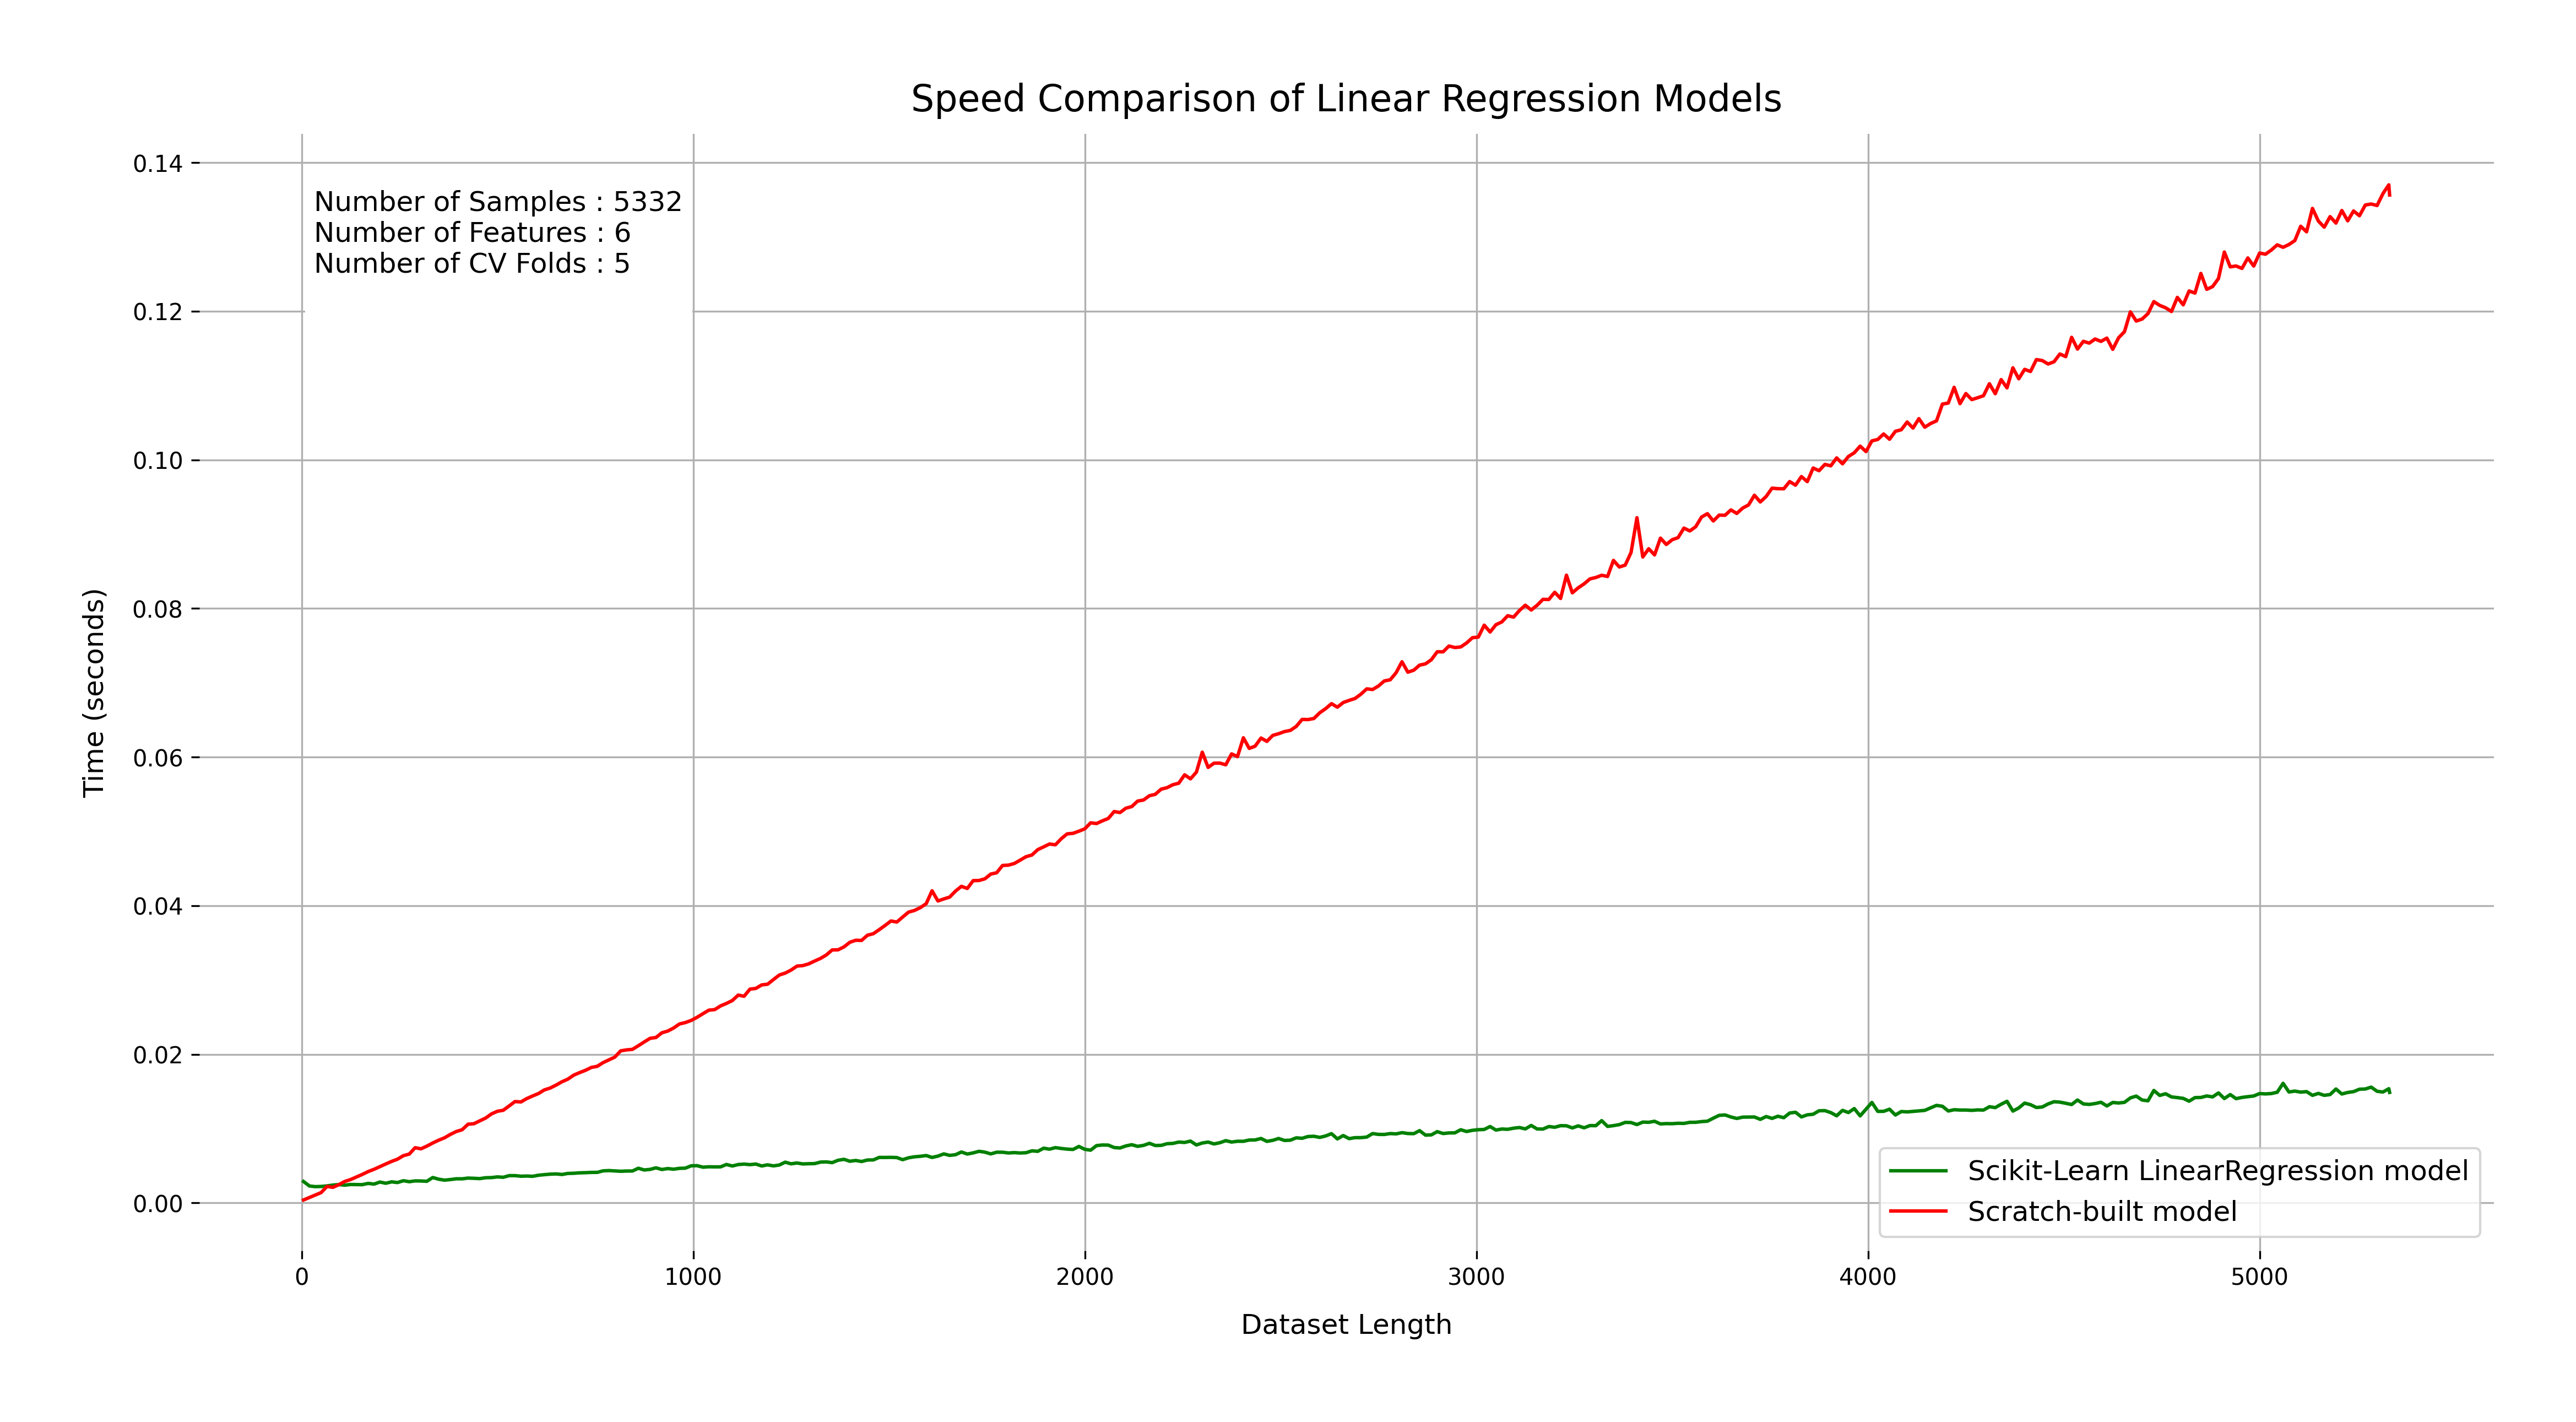 Speed Comparison of Linear Regression Models
0.14
Number of Samples : 5332
Number of Features : 6
Number of CV Folds : 5
0.12
0.10
0.08
Time (seconds)
0.06
0.04
0.02
0.00
Scikit-Learn LinearRegression model
Scratch-built model
0 1000 2000 3000 4000 5000
Dataset Length